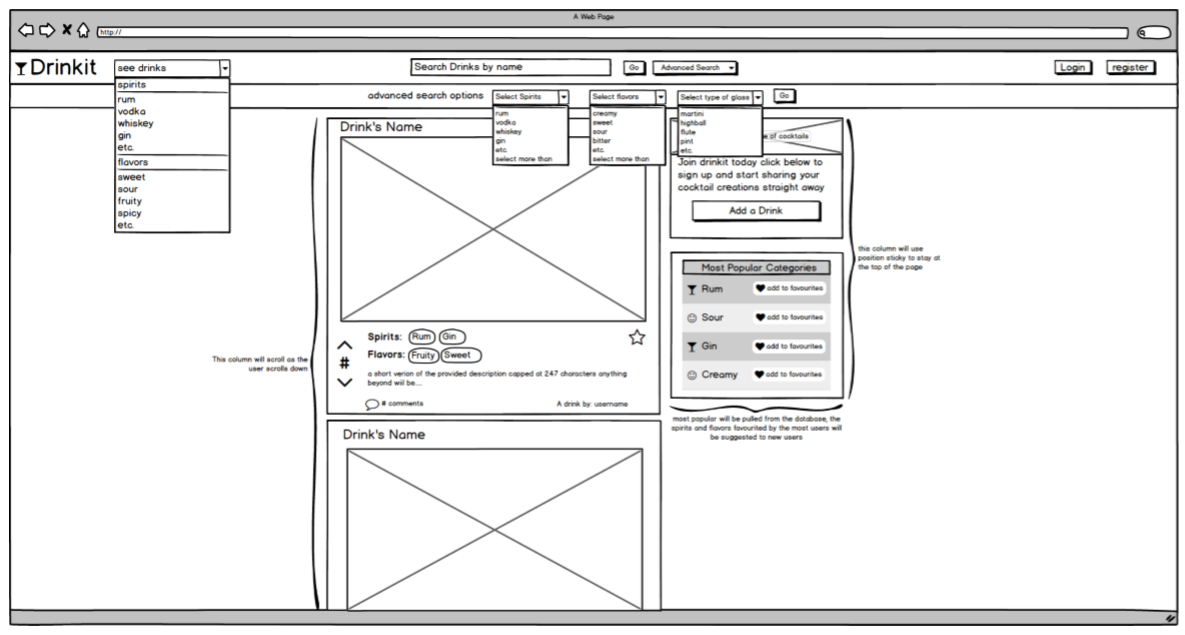 A Web Page
http://
Drinkit
see drinks
Search Drinks by name
Go
Advanced Search
Login
register
spirits
rum
vodka
whiskey
gin
etc.
flavors
sweet
sour
fruity
spicy
etc.
advanced search options
Select Spirits
rum
vodka
whiskey
gin
etc.
select more than
Select flavors
creamy
sweet
sour
bitter
etc.
select more than
Select type of glass
martini
highball
flute
pint
etc.
Go
Drink's Name
Spirits: Rum Gin
Flavors: Fruity Sweet
#
a short verion of the provided description capped at 247 characters anything
beyond will be...
# comments
A drink by: username
Drink's Name
This column will scroll as the
user scrolls down
of cocktails
Join drinkit today click below to
sign up and start sharing your
cocktail creations straight away
Add a Drink
Most Popular Categories
Rum add to favourites
Sour add to favourites
Gin add to favourites
Creamy add to favourites
this column will use
position sticky to stay at
the top of the page
most popular will be pulled from the database, the
spirits and flavors favourited by the most users will
be suggested to new users